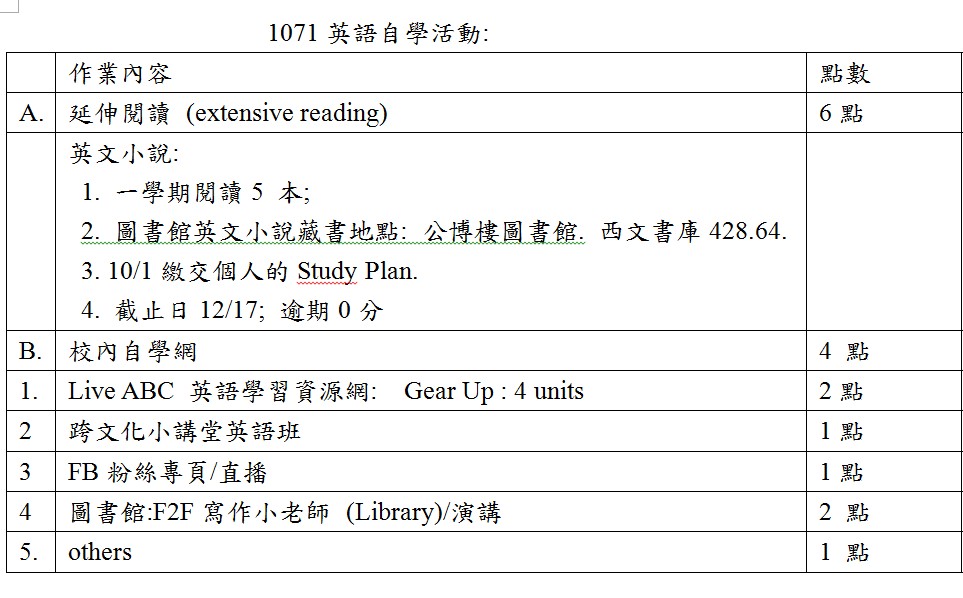 1071 英語自學活動:
作業內容 點數
A. 延伸閱讀 (extensive reading) 6 點
英文小說:
1. 一學期閱讀 5 本;
2. 圖書館英文小說藏書地點: 公博樓圖書館. 西文書庫 428.64.
3. 10/1 繳交個人的 Study Plan.
4. 截止日 12/17; 逾期 0 分
B. 校內自學網 4 點
1. Live ABC 英語學習資源網: Gear Up : 4 units 2 點
2 跨文化小講堂英語班 1 點
3 FB 粉絲專頁/直播 1 點
4 圖書館:F2F 寫作小老師 (Library)/演講 2 點
5. others 1 點